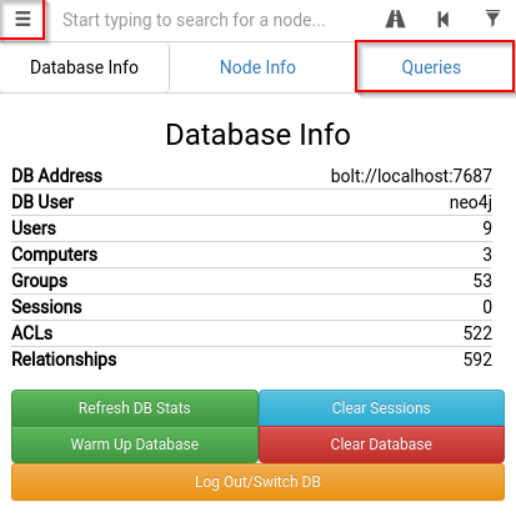 Start typing to search for a node...
Database Info Node Info Queries
Database Info
DB Address bolt://localhost:7687
DB User neo4j
Users 9
Computers 3
Groups 53
Sessions 0
ACLs 522
Relationships 592
Refresh DB Stats Clear Sessions
Warm Up Database Clear Database
Log Out/Switch DB